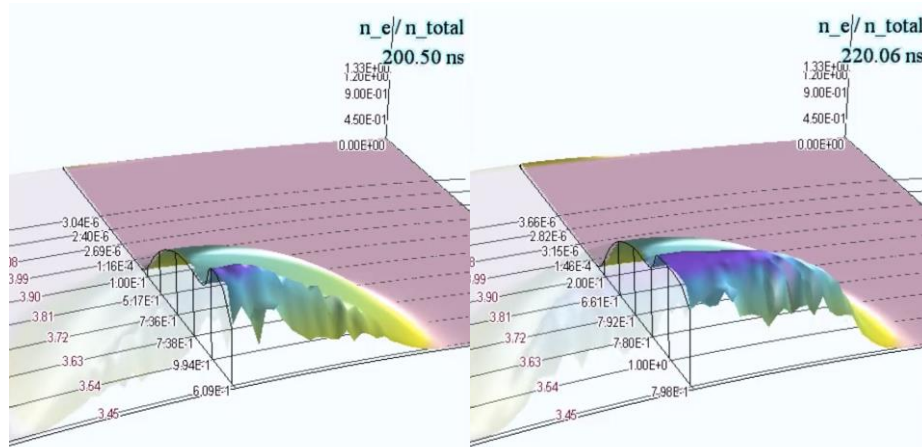 n_e/n_total
200.50 ns
1.33E+00
1.20E+00
9.00E-01
4.50E-01
0.00E+00
3.04E-6
2.40E-6
2.69E-6
1.16E-4
1.00E-1
5.17E-1
7.36E-1
7.38E-1
9.94E-1
6.09E-1
3.99
3.90
3.81
3.72
3.63
3.54
3.45
n_e/n_total
220.06 ns
1.33E+00
1.20E+00
9.00E-01
4.50E-01
0.00E+00
3.66E-6
2.82E-6
3.15E-6
1.46E-4
2.00E-1
6.61E-1
7.92E-1
7.80E-1
1.00E+0
7.98E-1
3.99
3.90
3.81
3.72
3.63
3.54
3.45